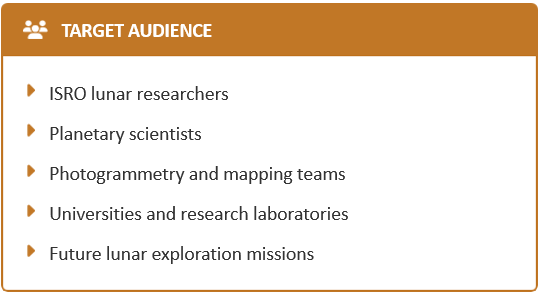 TARGET AUDIENCE
ISRO lunar researchers
Planetary scientists
Photogrammetry and mapping teams
Universities and research laboratories
Future lunar exploration missions